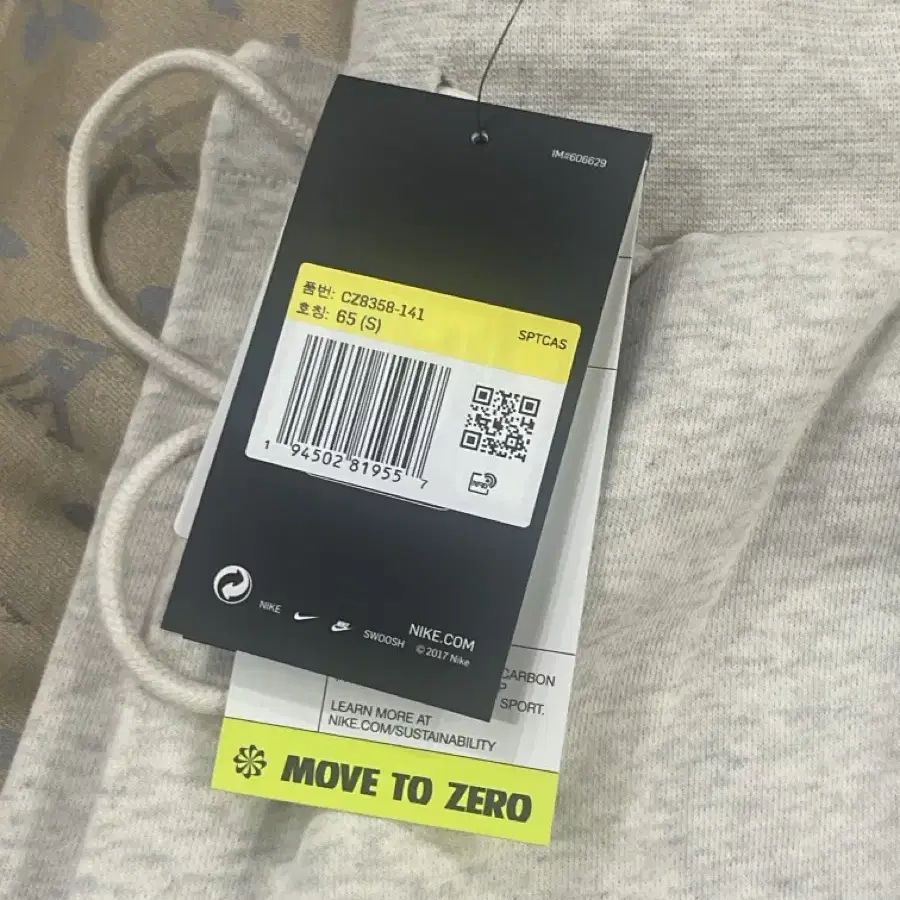 IM#606629
품번: CZ8358-141
호칭: 65 (S)
SPTCAS
1 94502 81955 7
RFID
NIKE
SWOOSH
NIKE.COM
©2017 Nike
CARBON
SPORT.
LEARN MORE AT
NIKE.COM/SUSTAINABILITY
MOVE TO ZERO